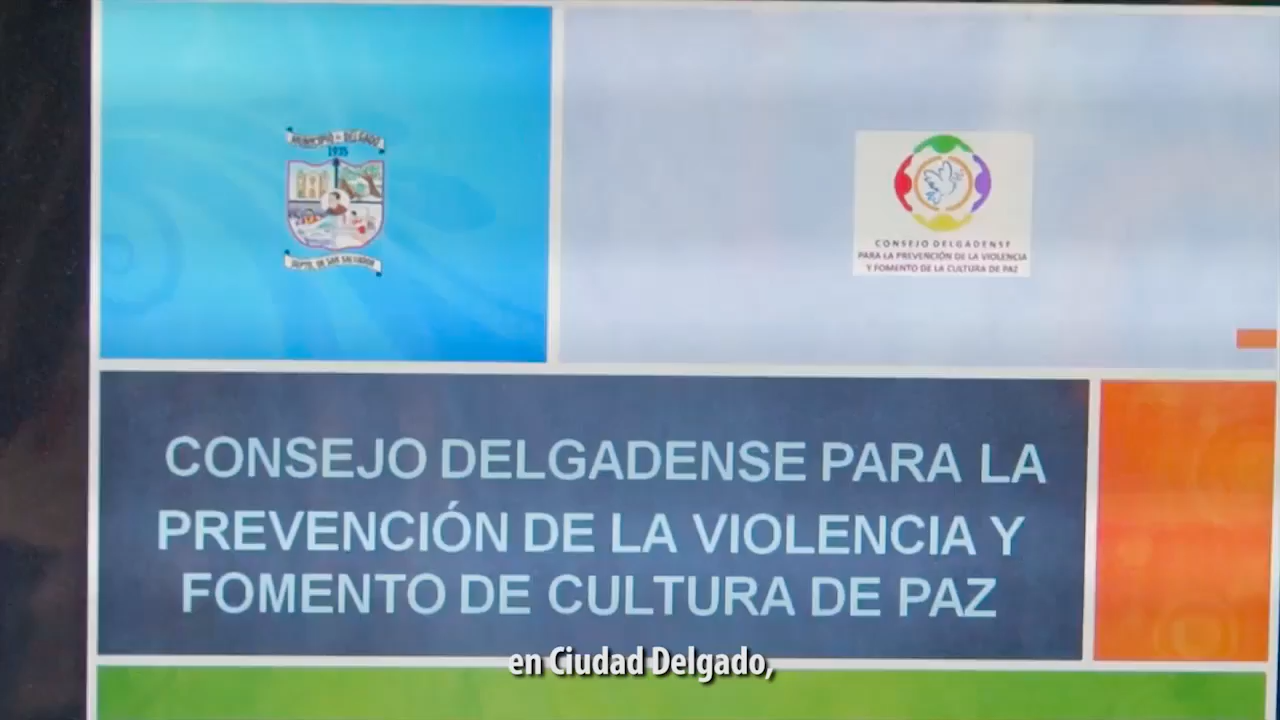 MUNICIPIO DE DELGADO
1935
DEPTO. DE SAN SALVADOR
CONSEJO DELGADENSE
PARA LA PREVENCIÓN DE LA VIOLENCIA
Y FOMENTO DE LA CULTURA DE PAZ
CONSEJO DELGADENSE PARA LA
PREVENCIÓN DE LA VIOLENCIA Y
FOMENTO DE CULTURA DE PAZ
en Ciudad Delgado,